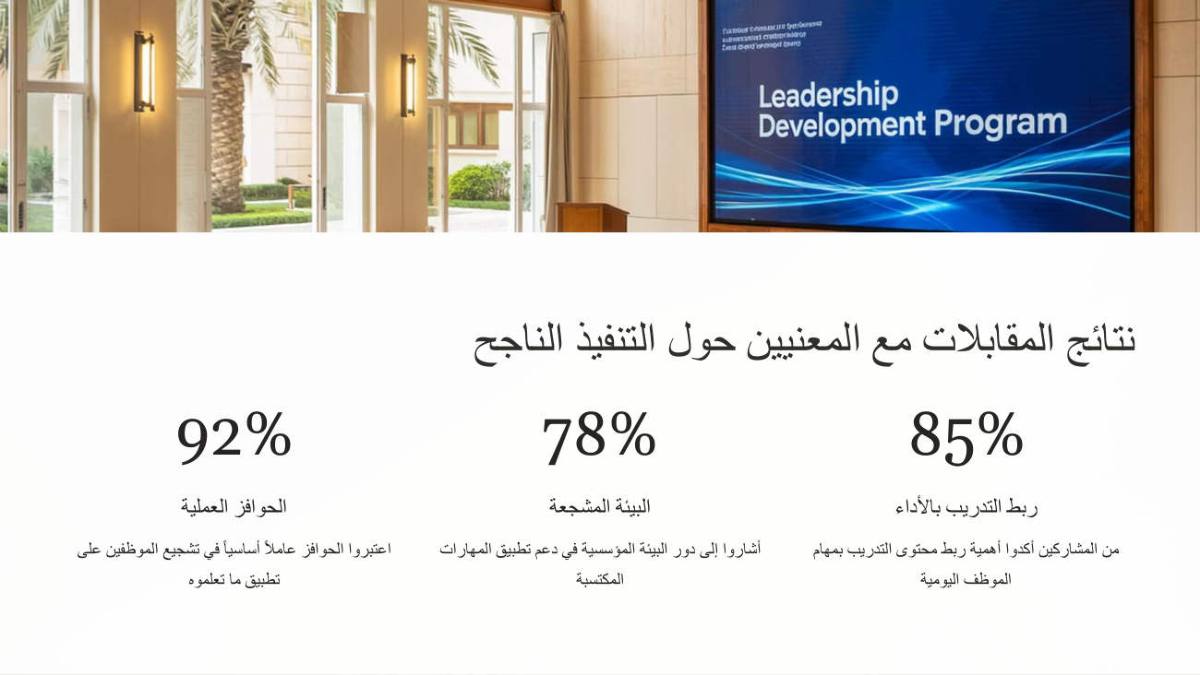 Leadership
Development Program
نتائج المقابلات مع المعنيين حول التنفيذ الناجح
85%
ربط التدريب بالأداء
من المشاركين أكدوا أهمية ربط محتوى التدريب بمهام
الموظف اليومية
78%
البيئة المشجعة
أشاروا إلى دور البيئة المؤسسية في دعم تطبيق المهارات
المكتسبة
92%
الحوافز العملية
اعتبروا الحوافز عاملاً أساسياً في تشجيع الموظفين على
تطبيق ما تعلموه